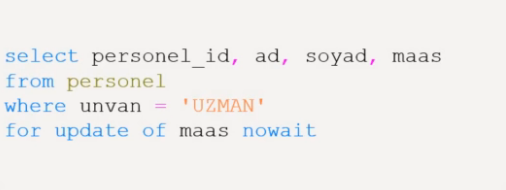 select personel_id, ad, soyad, maas
from personel
where unvan = 'UZMAN'
for update of maas nowait